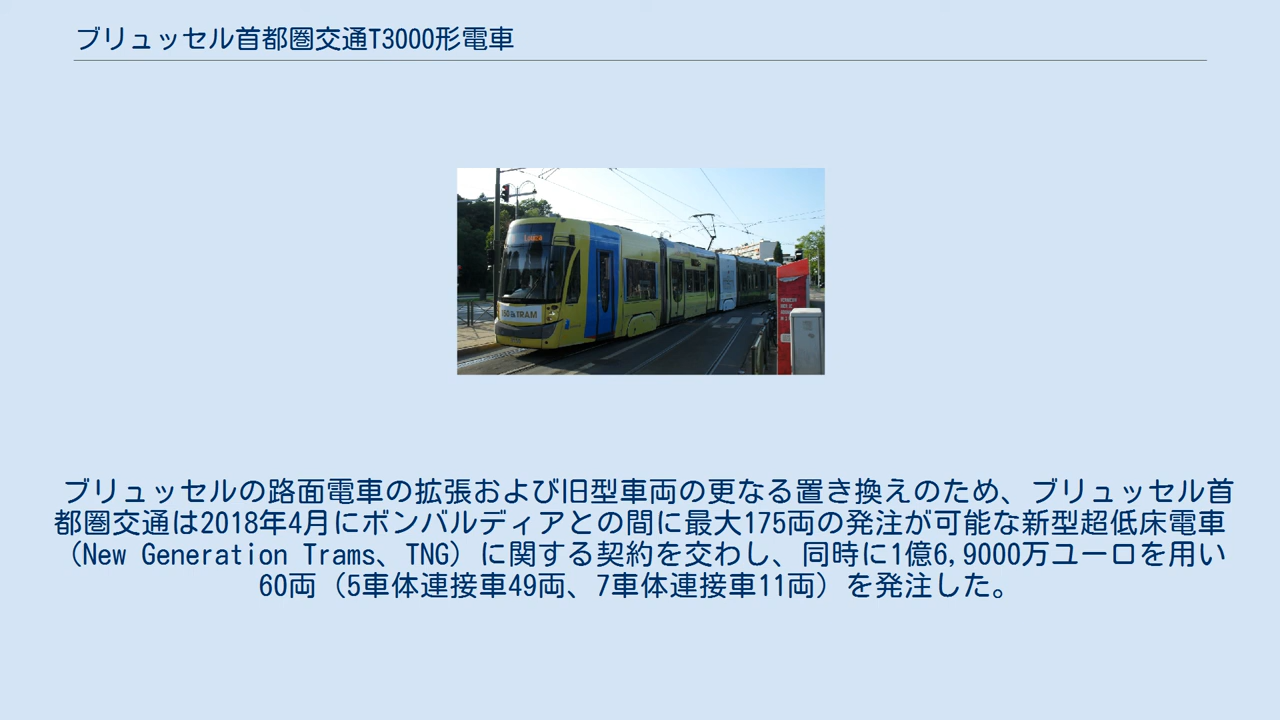 ブリュッセル首都圏交通T3000形電車
ブリュッセルの路面電車の拡張および旧型車両の更なる置き換えのため、ブリュッセル首
都圏交通は2018年4月にボンバルディアとの間に最大175両の発注が可能な新型超低床電車
（New Generation Trams、TNG）に関する契約を交わし、同時に1億6,9000万ユーロを用い
60両（5車体連接車49両、7車体連接車11両）を発注した。